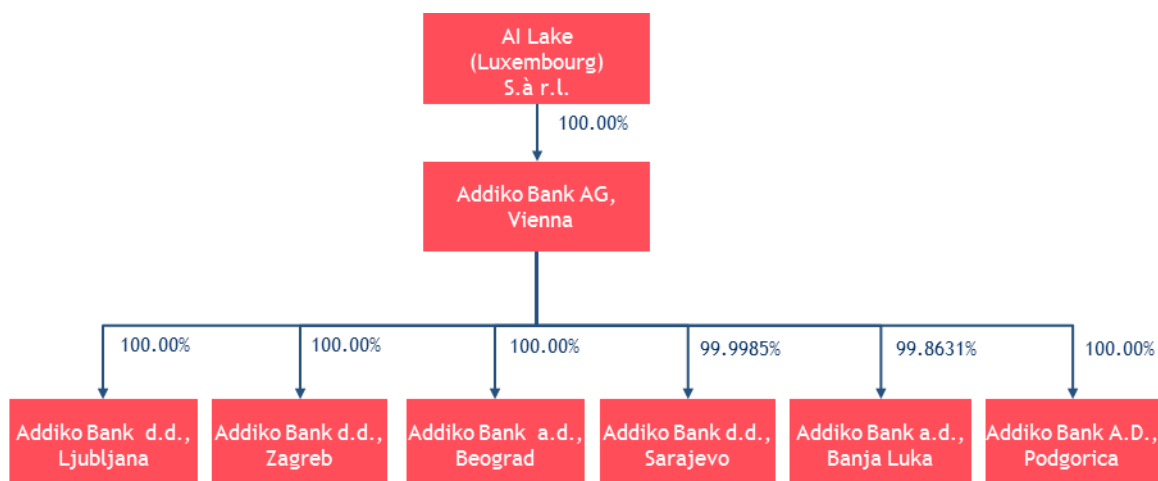 AI Lake
(Luxembourg)
S.à r.l.
100.00%
Addiko Bank AG,
Vienna
100.00%
100.00%
100.00%
99.9985%
99.8631%
100.00%
Addiko Bank d.d.,
Ljubljana
Addiko Bank d.d.,
Zagreb
Addiko Bank a.d.,
Beograd
Addiko Bank d.d.,
Sarajevo
Addiko Bank a.d.,
Banja Luka
Addiko Bank A.D.,
Podgorica